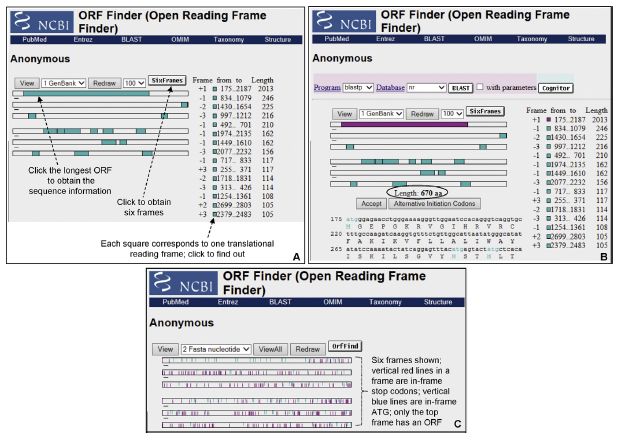 NCBI
ORF Finder (Open Reading Frame
Finder)
PubMed Entrez BLAST OMIM Taxonomy Structure
Anonymous
View 1 GenBank Redraw 100 SixFrames
Frame from to Length
+1 175..2187 2013
-1 834..1079 246
-2 1430..1654 225
-3 997..1212 216
-1 492.. 701 210
-1 1974..2135 162
-1 1449..1610 162
-3 2077..2232 156
-1 717.. 833 117
+3 255.. 371 117
-2 1718..1831 114
-3 313.. 426 114
-1 1254..1361 108
+2 2699..2803 105
+3 2379..2483 105
Click the longest ORF
to obtain the
sequence information
Click to obtain
six frames
Each square corresponds to one translational
reading frame; click to find out
A
NCBI
ORF Finder (Open Reading Frame
Finder)
PubMed Entrez BLAST OMIM Taxonomy Structure
Anonymous
Program blastp Database nr BLAST with parameters Cognitor
View 1 GenBank Redraw 100 SixFrames
Frame from to Length
+1 175..2187 2013
-1 834..1079 246
-2 1430..1654 225
-3 997..1212 216
-1 492.. 701 210
-1 1974..2135 162
-1 1449..1610 162
-3 2077..2232 156
-1 717.. 833 117
+3 255.. 371 117
-2 1718..1831 114
-3 313.. 426 114
-1 1254..1361 108
+2 2699..2803 105
+3 2379..2483 105
Length: 670 aa
Accept Alternative Initiation Codons
175 atgggagaacctgggaaaagggttggaatccacagggtcaggtgc
M G E P G K R V G I H R V R C
220 tttgccaagatcaaggtgtttctgttggcattaatatgggcatat
F A K I K V F L L A L I W A Y
265 atatctaaaatactatcaggagtttacatgagtactatgcttaca
I S K I L S G V Y M S T M L T
B
NCBI
ORF Finder (Open Reading Frame
Finder)
PubMed Entrez BLAST OMIM Taxonomy Structure
Anonymous
View 2 Fasta nucleotide ViewAll Redraw OrfFind
Six frames shown;
vertical red lines in a
frame are in-frame
stop codons; vertical
blue lines are in-frame
ATG; only the top
frame has an ORF
C